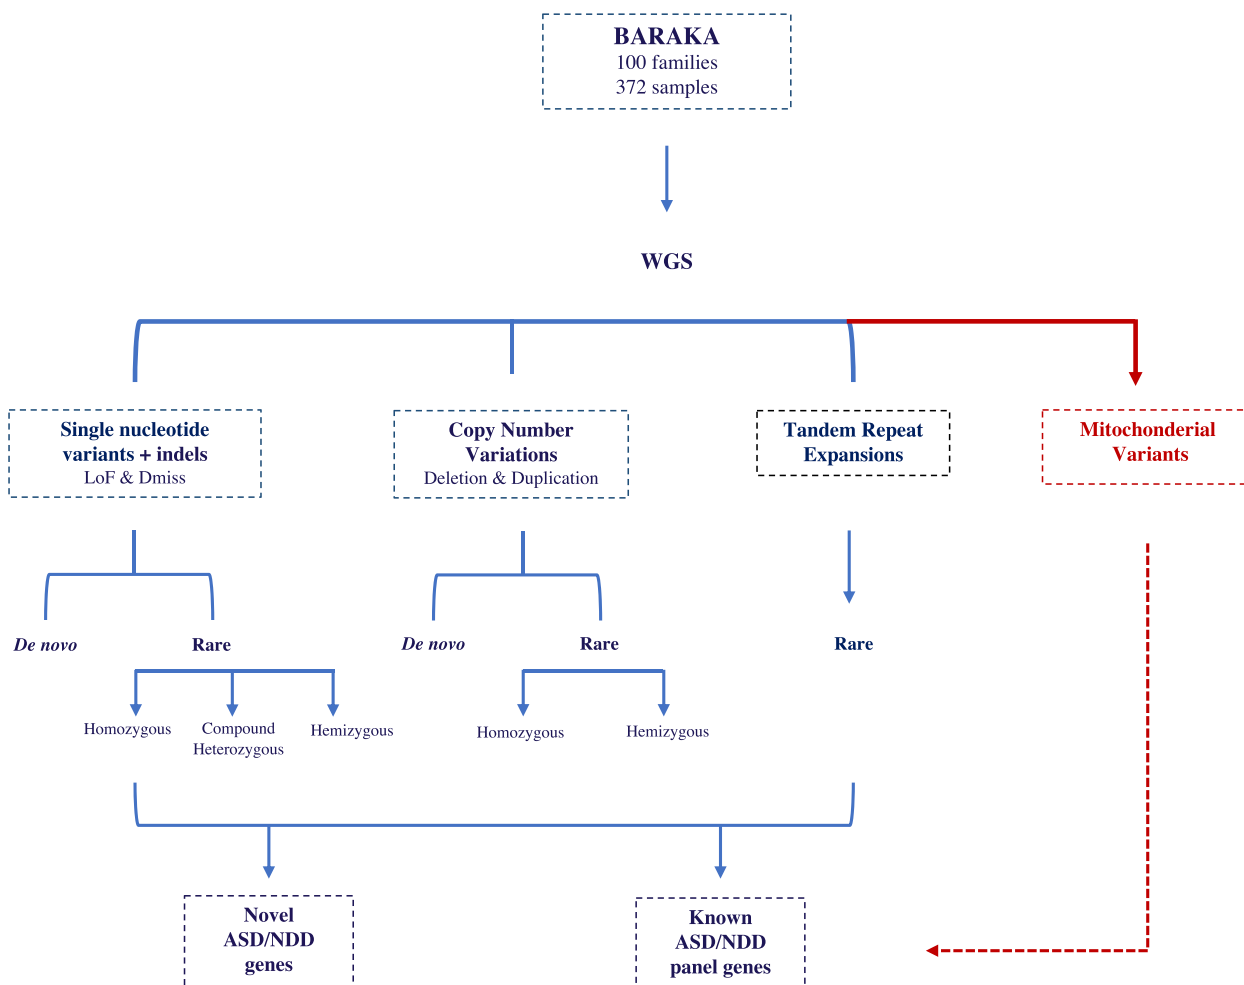 BARAKA
100 families
372 samples
WGS
Single nucleotide
variants + indels
LoF & Dmiss
Copy Number
Variations
Deletion & Duplication
Tandem Repeat
Expansions
Mitochonderial
Variants
De novo
Rare
De novo
Rare
Rare
Homozygous
Compound
Heterozygous
Hemizygous
Homozygous
Hemizygous
Novel
ASD/NDD
genes
Known
ASD/NDD
panel genes